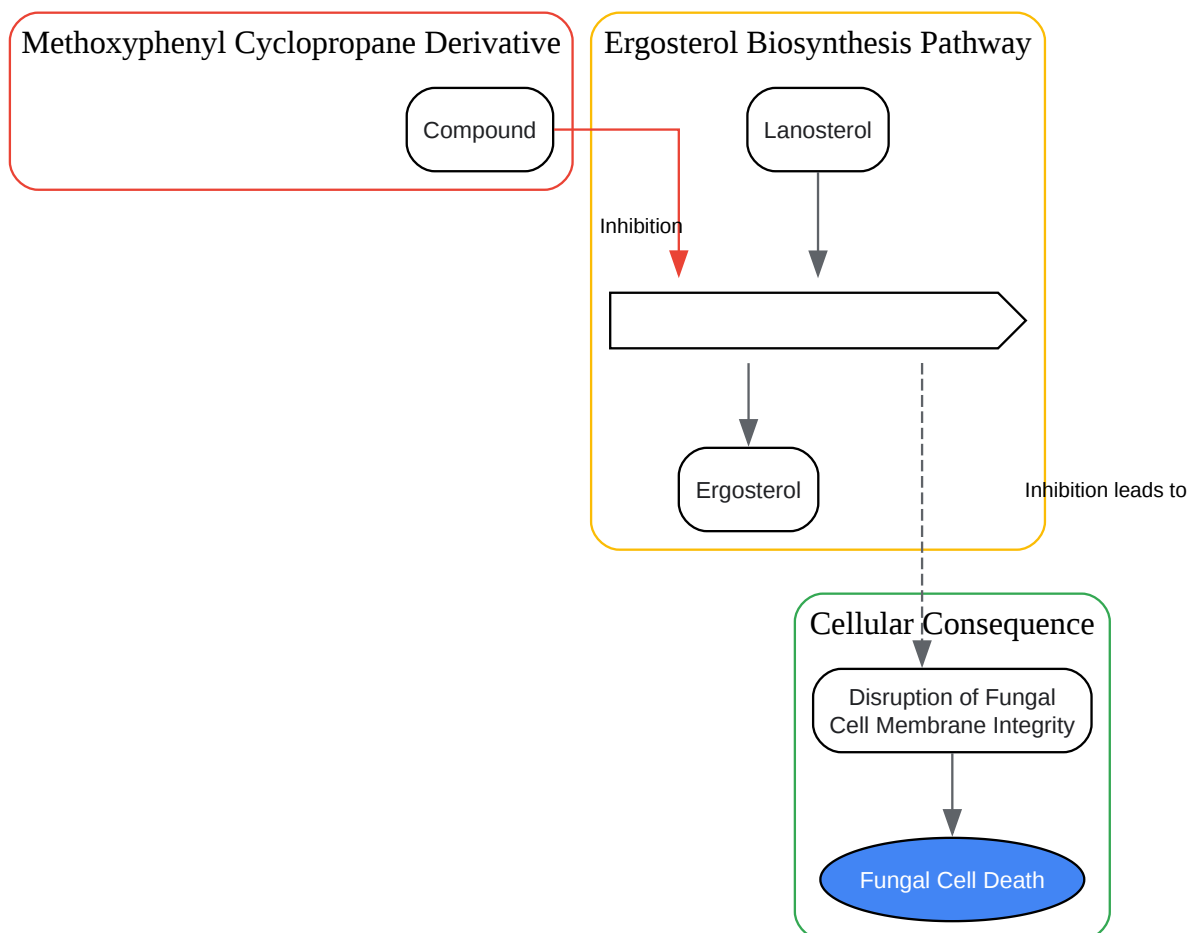 Methoxyphenyl Cyclopropane Derivative
Ergosterol Biosynthesis Pathway
Compound
Lanosterol
Inhibition
Ergosterol
Inhibition leads to
Cellular Consequence
Disruption of Fungal
Cell Membrane Integrity
Fungal Cell Death